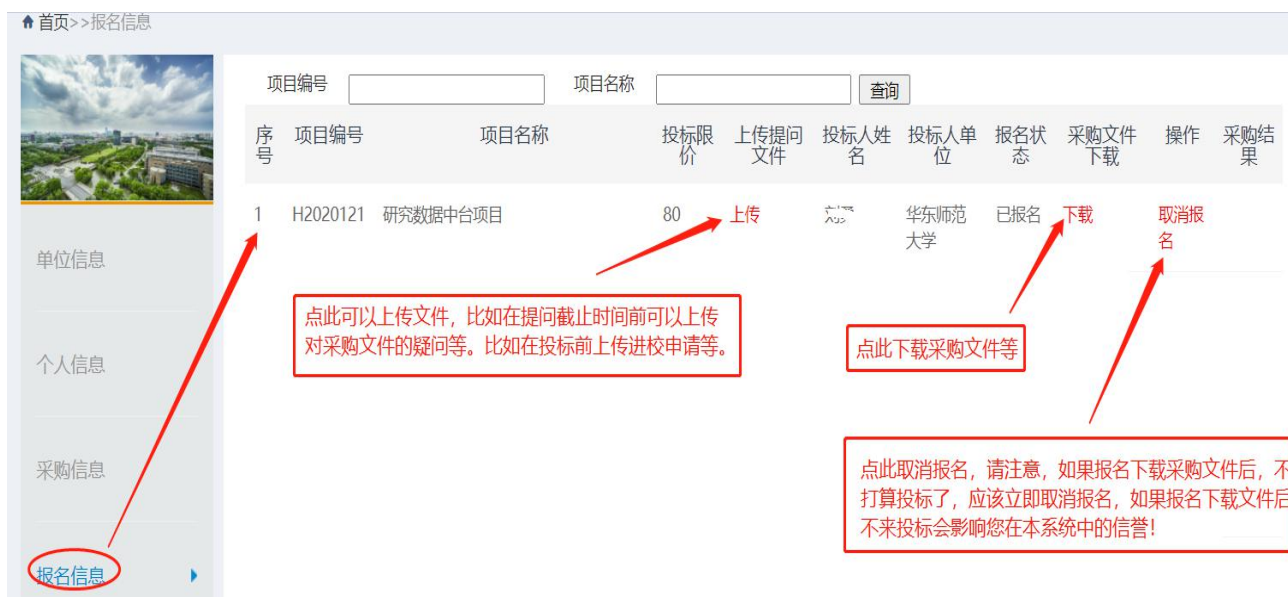 首页>>报名信息
项目编号 项目名称 查询
序号 项目编号 项目名称 投标限价 上传提问文件 投标人姓名 投标人单位 报名状态 采购文件下载 操作 采购结果
1 H2020121 研究数据中台项目 80 上传 华东师范大学 已报名 下载 取消报名
单位信息
个人信息
采购信息
报名信息
点此可以上传文件，比如在提问截止时间前可以上传
对采购文件的疑问等。比如在投标前上传进校申请等。
点此下载采购文件等
点此取消报名，请注意，如果报名下载采购文件后，不
打算投标了，应该立即取消报名，如果报名下载文件后
不来投标会影响您在本系统中的信誉！